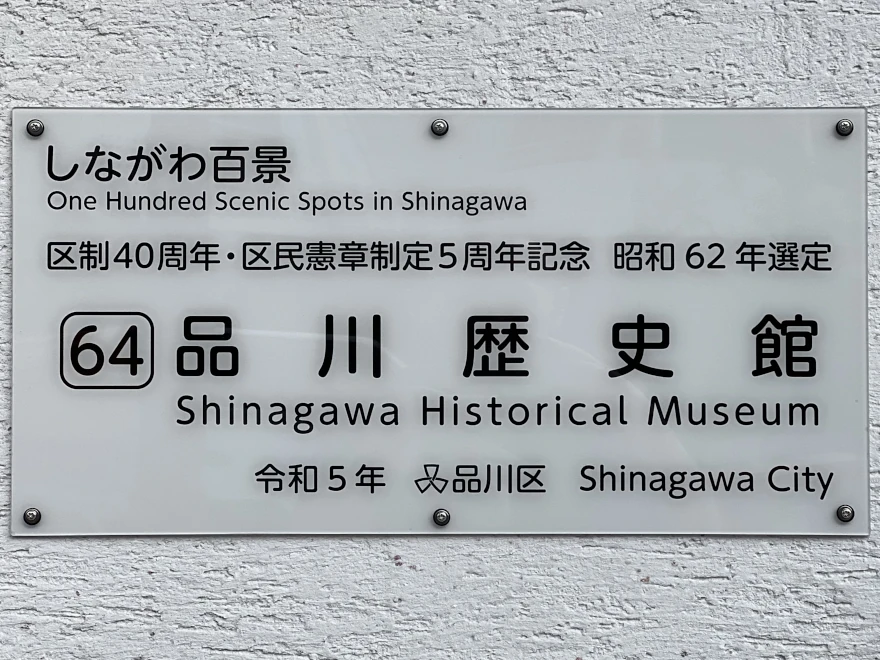 しながわ百景
One Hundred Scenic Spots in Shinagawa
区制40周年・区民憲章制定5周年記念 昭和62年選定
64 品川歴史館
Shinagawa Historical Museum
令和5年 品川区 Shinagawa City